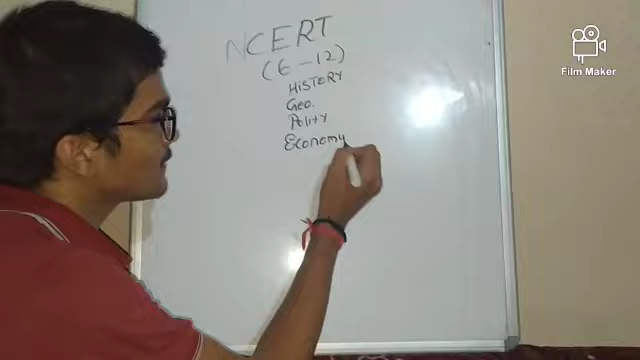 NCERT
(6-12)
HISTORY
Geo.
Polity
Economy
Film Maker